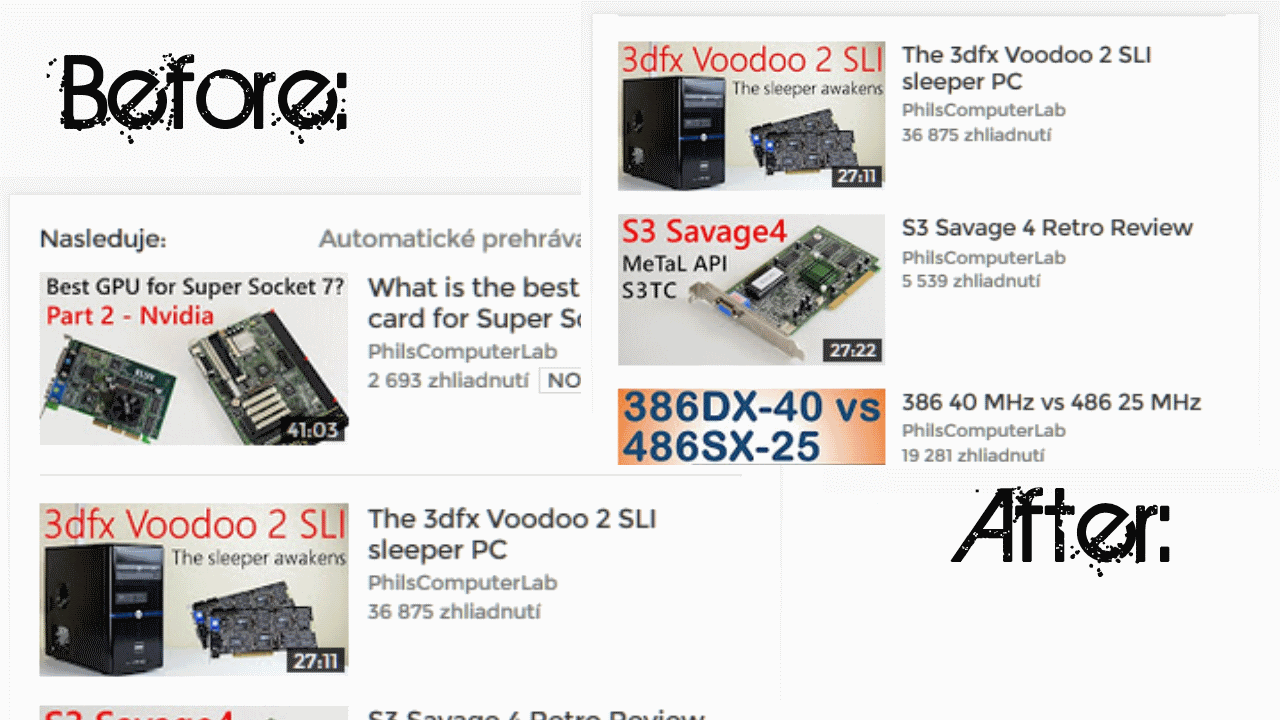 Before:
Nasleduje:
Automatické prehráva
Best GPU for Super Socket 7?
Part 2 - Nvidia
41:03
What is the best
card for Super So
PhilsComputerLab
2 693 zhliadnutí
NO
3dfx Voodoo 2 SLI
The sleeper awakens
27:11
The 3dfx Voodoo 2 SLI
sleeper PC
PhilsComputerLab
36 875 zhliadnutí
S3 Savage4
S3 Savage 4 Retro Review
3dfx Voodoo 2 SLI
The sleeper awakens
27:11
The 3dfx Voodoo 2 SLI
sleeper PC
PhilsComputerLab
36 875 zhliadnutí
S3 Savage4
MeTaL API
S3TC
27:22
S3 Savage 4 Retro Review
PhilsComputerLab
5 539 zhliadnutí
386DX-40 vs
486SX-25
386 40 MHz vs 486 25 MHz
PhilsComputerLab
19 281 zhliadnutí
After: